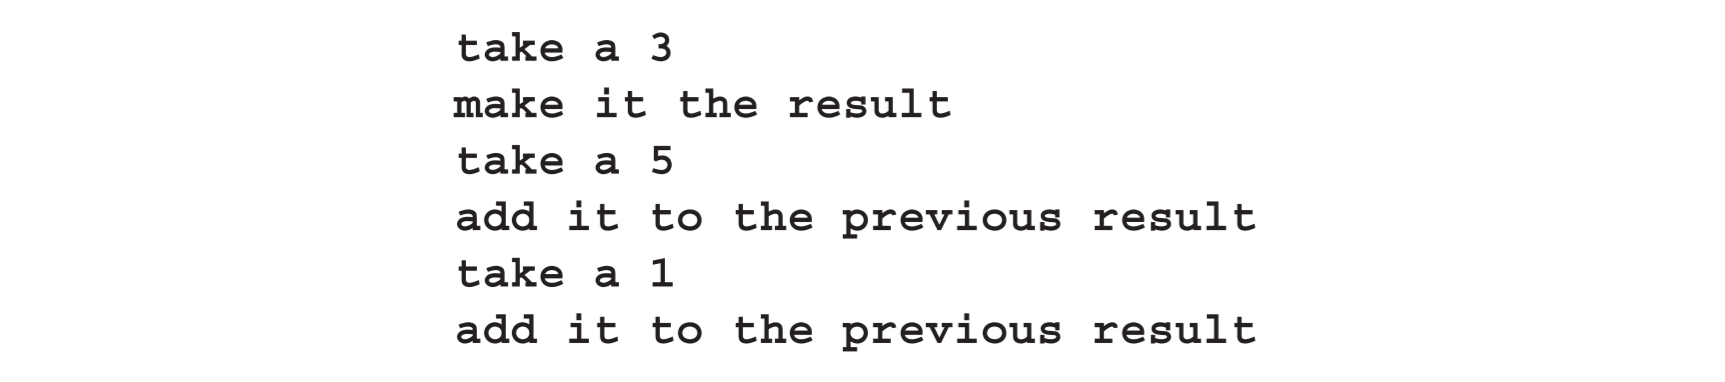 take a 3
make it the result
take a 5
add it to the previous result
take a 1
add it to the previous result